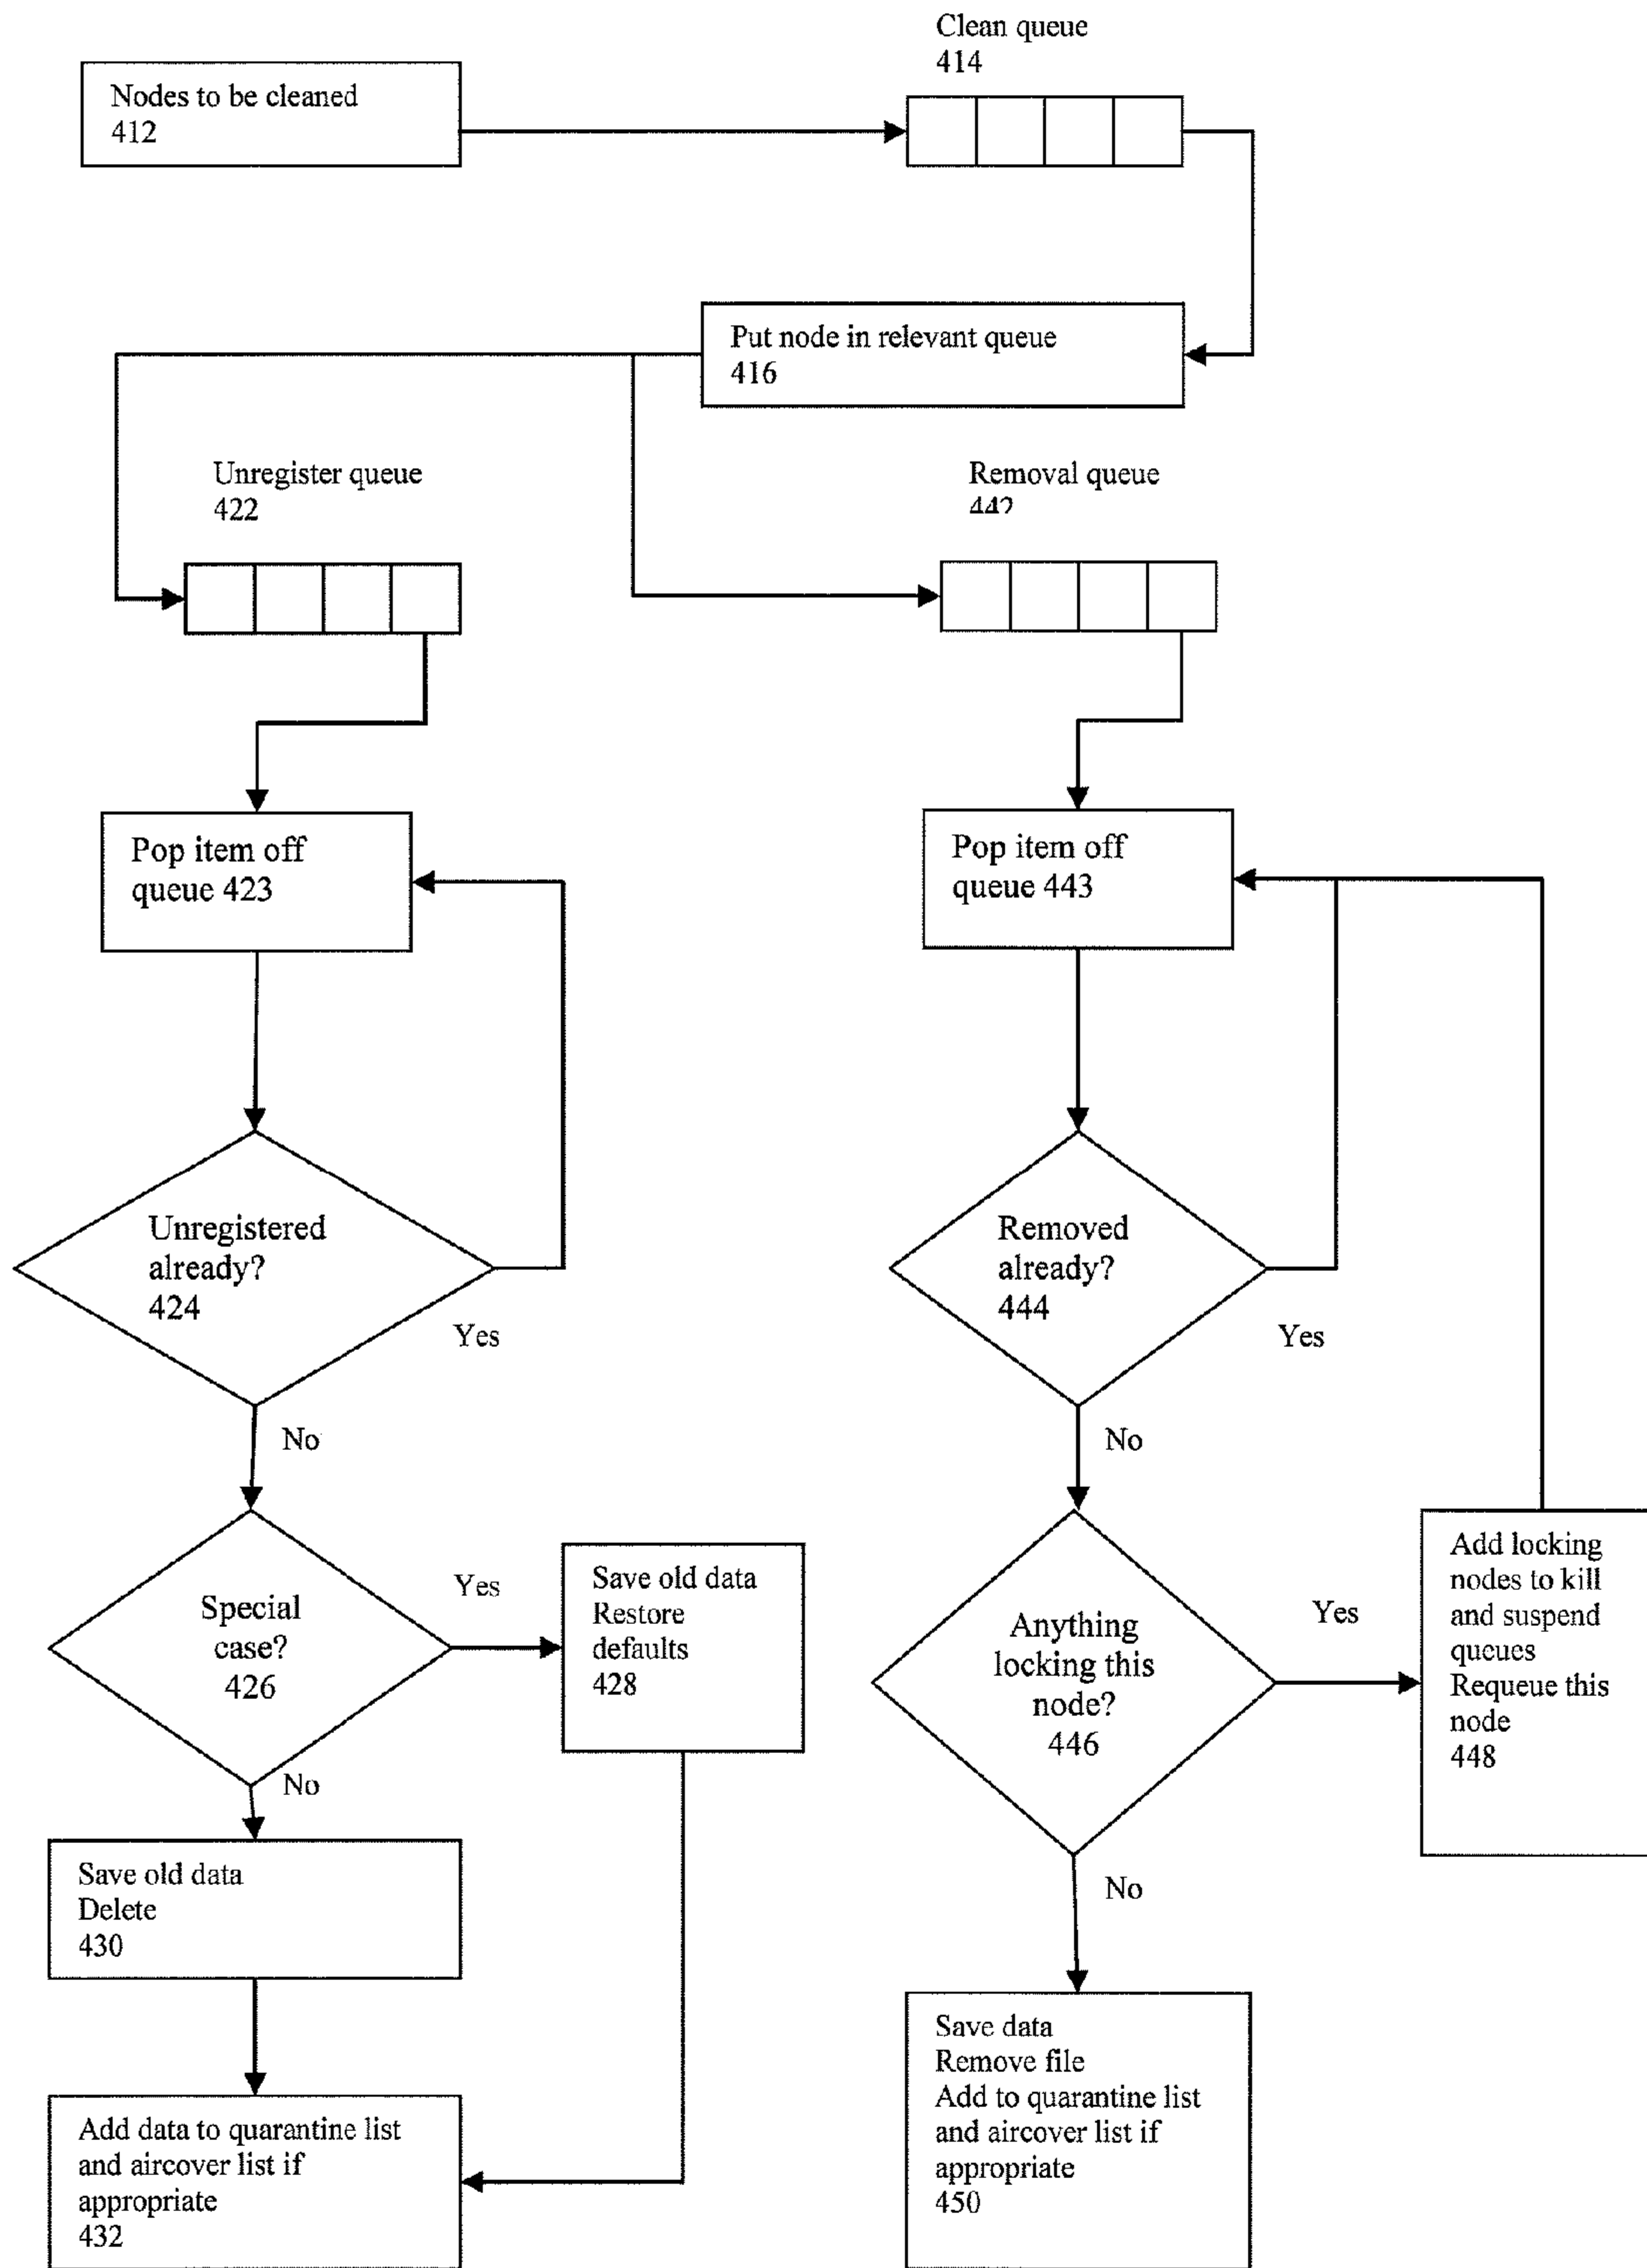 Clean queue
414
Nodes to be cleaned
412
Put node in relevant queue
416
Unregister queue
422
Removal queue
442
Pop item off
queue 423
Pop item off
queue 443
Unregistered
already?
424
Yes
No
Removed
already?
444
Yes
No
Special
case?
426
Yes
No
Save old data
Restore
defaults
428
Anything
locking this
node?
446
Yes
No
Add locking
nodes to kill
and suspend
queues
Requeue this
node
448
Save old data
Delete
430
Add data to quarantine list
and aircover list if
appropriate
432
Save data
Remove file
Add to quarantine list
and aircover list if
appropriate
450